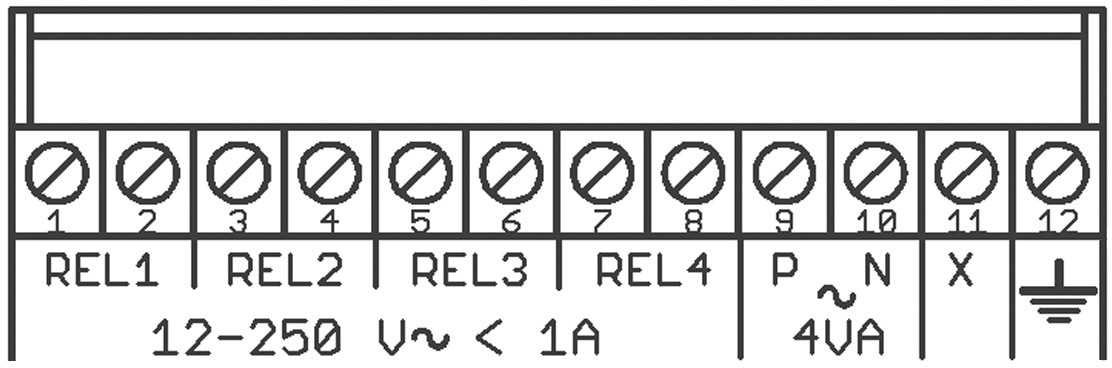 1 2 3 4 5 6 7 8 9 10 11 12
REL1 REL2 REL3 REL4 P ~ N X
12-250 V~ < 1A 4VA